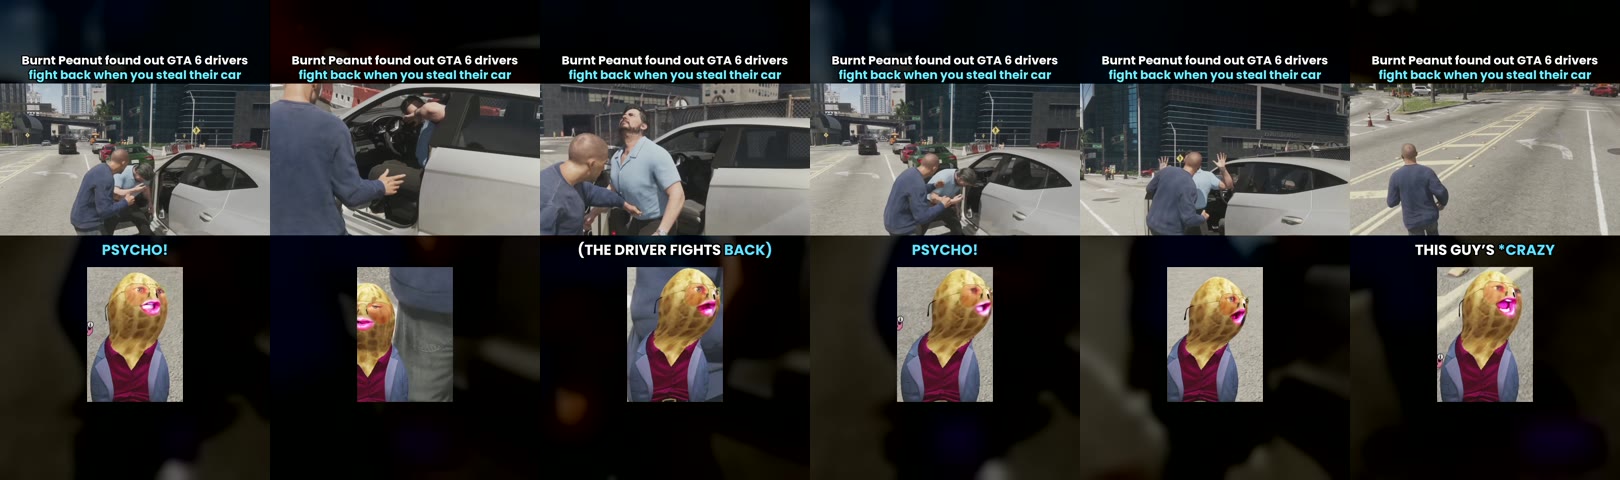 Burnt Peanut found out GTA 6 drivers
fight back when you steal their car
PSYCHO!
Burnt Peanut found out GTA 6 drivers
fight back when you steal their car
Burnt Peanut found out GTA 6 drivers
fight back when you steal their car
(THE DRIVER FIGHTS BACK)
Burnt Peanut found out GTA 6 drivers
fight back when you steal their car
PSYCHO!
Burnt Peanut found out GTA 6 drivers
fight back when you steal their car
Burnt Peanut found out GTA 6 drivers
fight back when you steal their car
THIS GUY'S *CRAZY